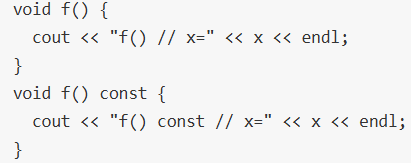 void f() {
  cout << "f() // x=" << x << endl;
}
void f() const {
  cout << "f() const // x=" << x << endl;
}